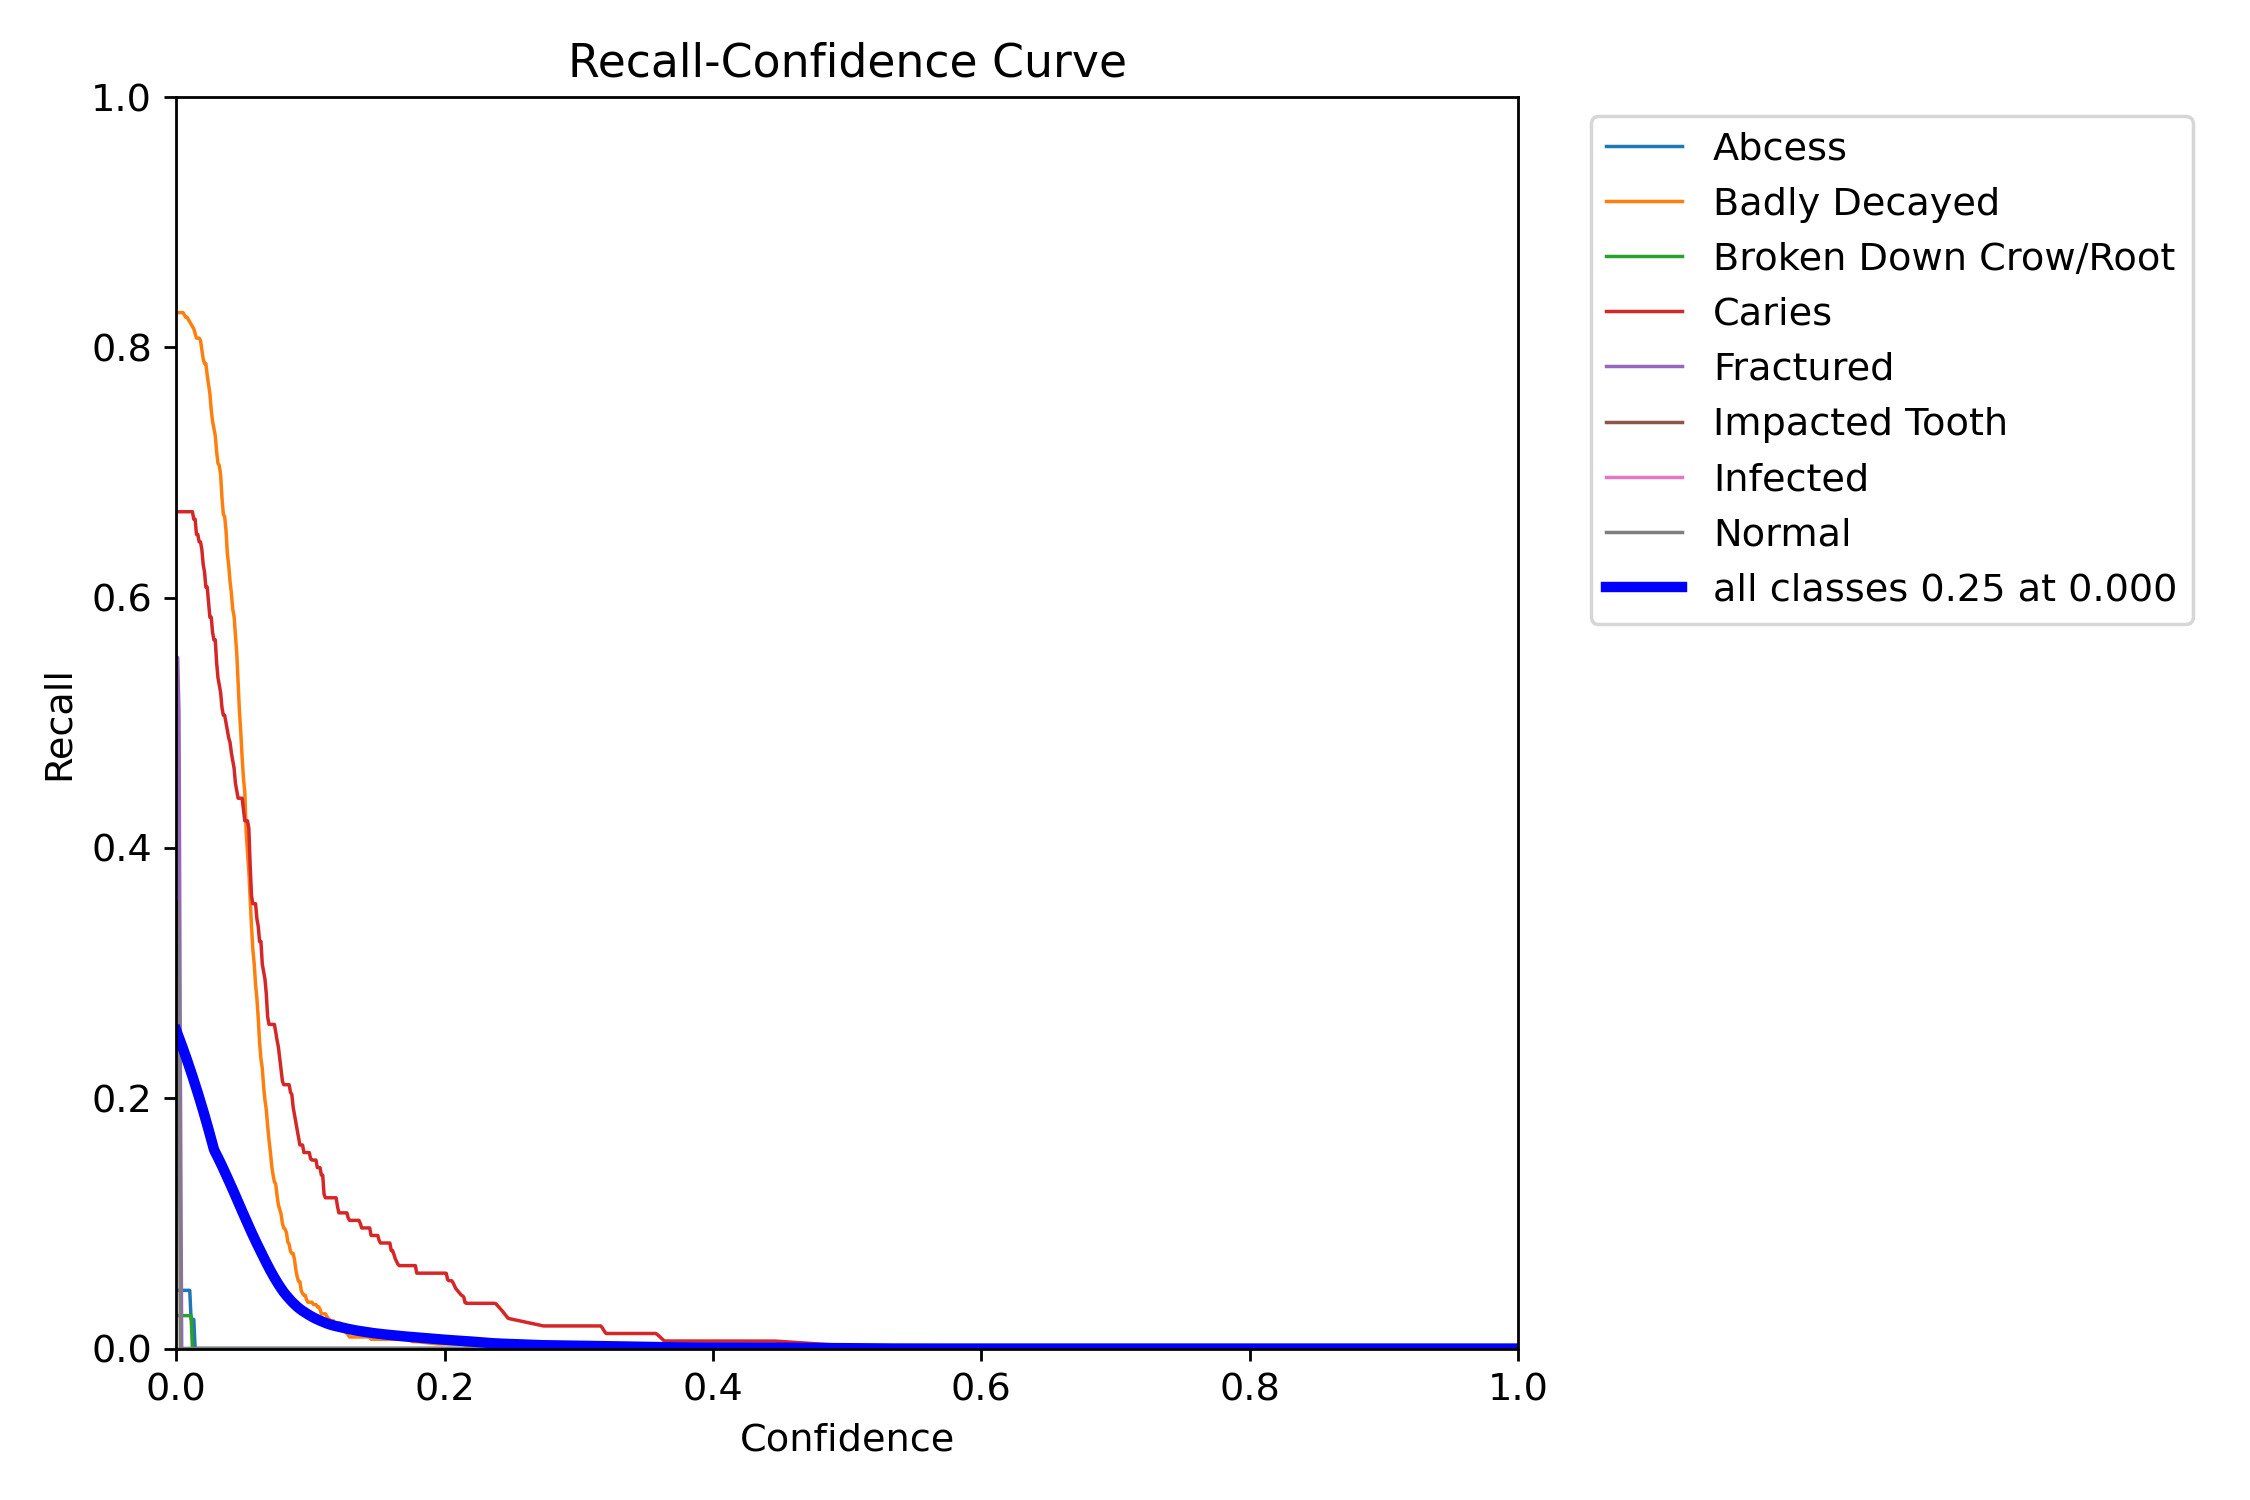 Recall-Confidence Curve
1.0
0.8
0.6
0.4
0.2
0.0
Recall
0.0 0.2 0.4 0.6 0.8 1.0
Confidence
Abcess
Badly Decayed
Broken Down Crow/Root
Caries
Fractured
Impacted Tooth
Infected
Normal
all classes 0.25 at 0.000